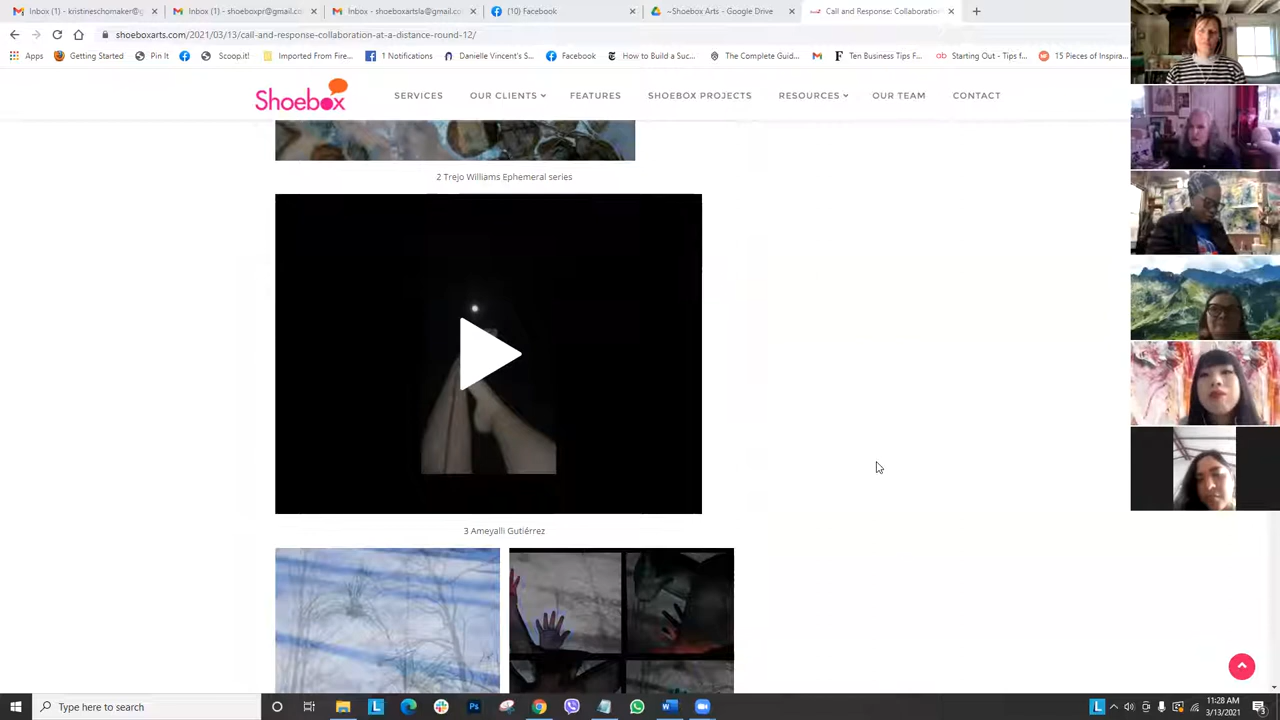 Inbox (1) - kristineschomaker@g
Inbox (1) - shoeboxpr@gmail.co
Inbox - shoeboxartsla@gmail.co
(10) Facebook
~Shoebox Arts - Google Drive
Call and Response: Collaboration
shoeboxarts.com/2021/03/13/call-and-response-collaboration-at-a-distance-round-12/
Apps
Getting Started
Pin It
Scoop.it!
Imported From Fire...
1 Notification...
Danielle Vincent's S...
Facebook
How to Build a Suc...
The Complete Guid...
Ten Business Tips F...
Starting Out - Tips f...
15 Pieces of Inspira...
Shoebox
SERVICES
OUR CLIENTS
FEATURES
SHOEBOX PROJECTS
RESOURCES
OUR TEAM
CONTACT
2 Trejo Williams Ephemeral series
3 Ameyalli Gutiérrez
Type here to search
11:28 AM
3/13/2021